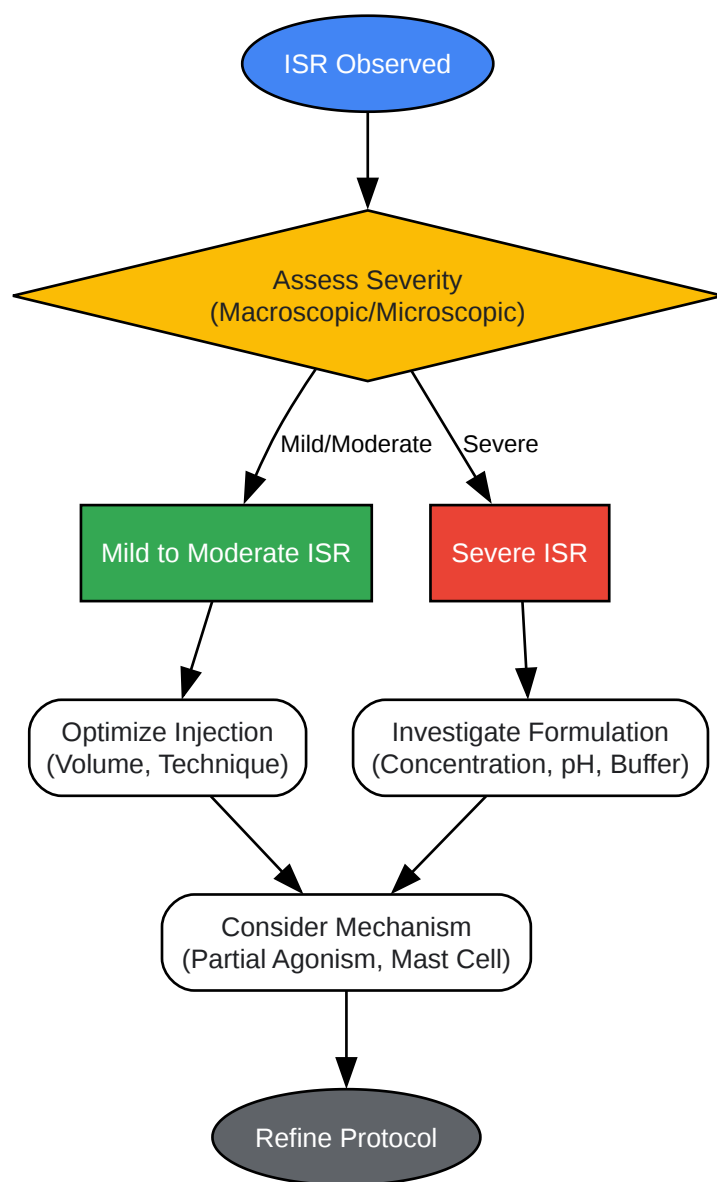 ISR Observed
Assess Severity
(Macroscopic/Microscopic)
Mild/Moderate
Severe
Mild to Moderate ISR
Severe ISR
Optimize Injection
(Volume, Technique)
Investigate Formulation
(Concentration, pH, Buffer)
Consider Mechanism
(Partial Agonism, Mast Cell)
Refine Protocol